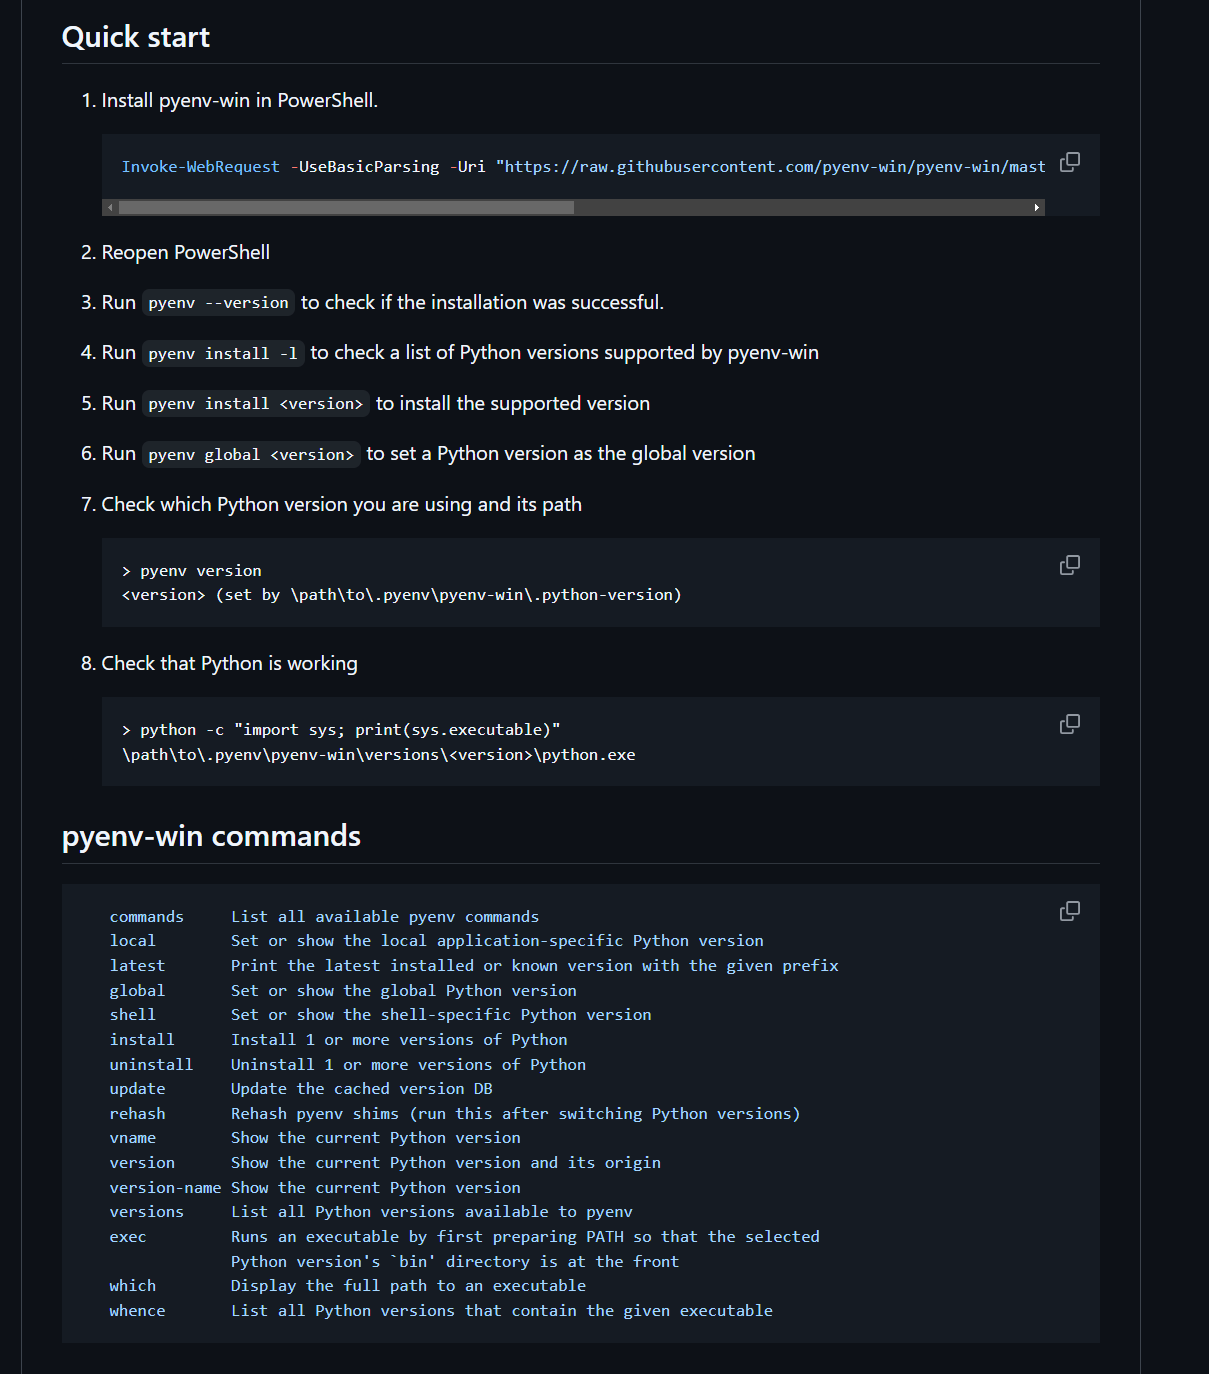 Quick start
1. Install pyenv-win in PowerShell.
Invoke-WebRequest -UseBasicParsing -Uri "https://raw.githubusercontent.com/pyenv-win/pyenv-win/mast
2. Reopen PowerShell
3. Run pyenv --version to check if the installation was successful.
4. Run pyenv install -l to check a list of Python versions supported by pyenv-win
5. Run pyenv install <version> to install the supported version
6. Run pyenv global <version> to set a Python version as the global version
7. Check which Python version you are using and its path
> pyenv version
<version> (set by \path\to\.pyenv\pyenv-win\.python-version)
8. Check that Python is working
> python -c "import sys; print(sys.executable)"
\path\to\.pyenv\pyenv-win\versions\<version>\python.exe
pyenv-win commands
commands     List all available pyenv commands
local        Set or show the local application-specific Python version
latest       Print the latest installed or known version with the given prefix
global       Set or show the global Python version
shell        Set or show the shell-specific Python version
install      Install 1 or more versions of Python
uninstall    Uninstall 1 or more versions of Python
update       Update the cached version DB
rehash       Rehash pyenv shims (run this after switching Python versions)
vname        Show the current Python version
version      Show the current Python version and its origin
version-name Show the current Python version
versions     List all Python versions available to pyenv
exec         Runs an executable by first preparing PATH so that the selected
             Python version's `bin' directory is at the front
which        Display the full path to an executable
whence       List all Python versions that contain the given executable